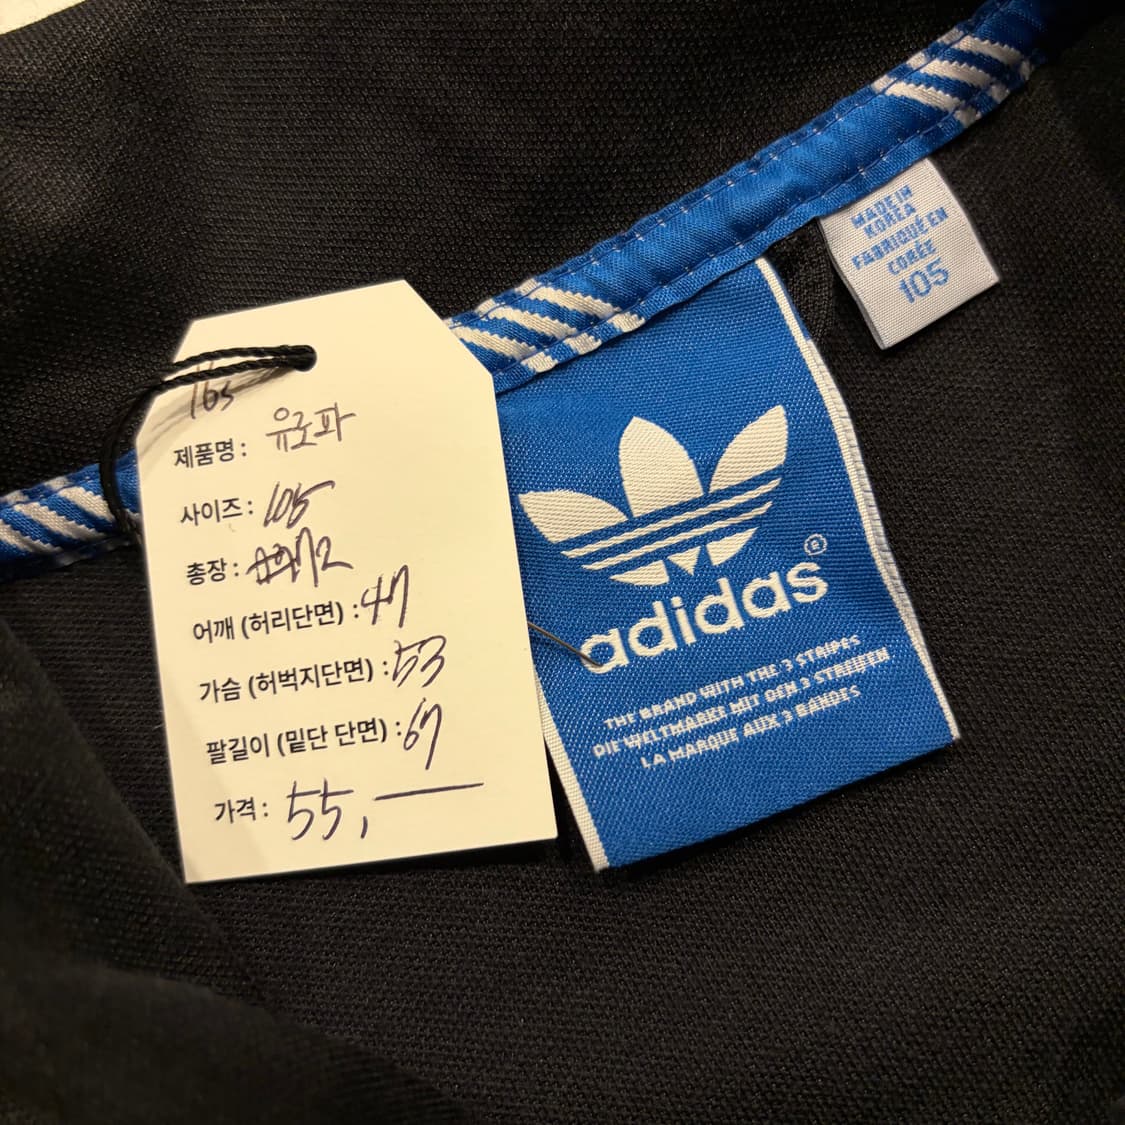 165
제품명: 유로파
사이즈: 105
총장: 72
어깨 (허리단면) : 47
가슴 (허벅지단면) : 53
팔길이 (밑단 단면) : 67
가격: 55,—
adidas
THE BRAND WITH THE 3 STRIPES
DIE WELTMARKE MIT DEN 3 STREIFEN
LA MARQUE AUX 3 BANDES
MADE IN
KOREA
FABRIQUÉ EN
CORÉE
105